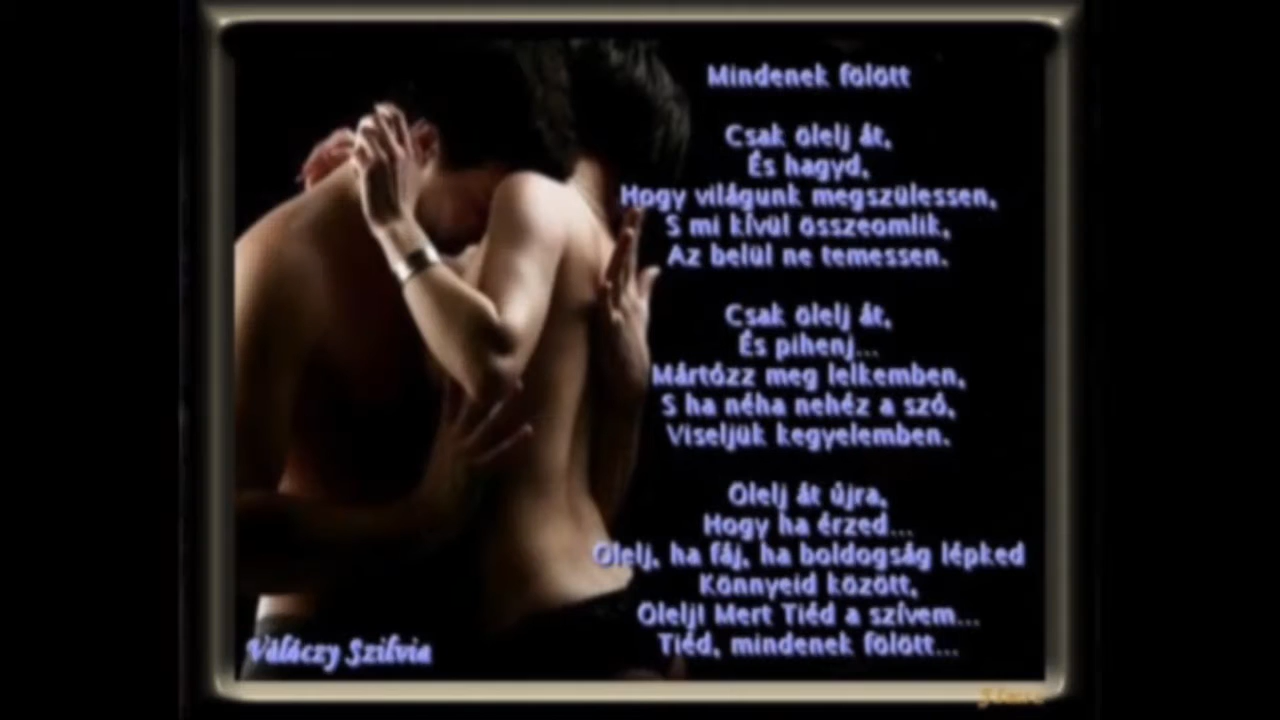 Mindenek fölött
Csak ölelj át,
És hagyd,
Hogy világunk megszülessen,
S mi kívül összeomlik,
Az belül ne temessen.
Csak ölelj át,
És pihenj...
Mártózz meg lelkemben,
S ha néha nehéz a szó,
Viseljük kegyelemben.
Ölelj át újra,
Hogy ha érzed...
Ölelj, ha fáj, ha boldogság lépked
Könnyeid között,
Ölelj! Mert Tiéd a szívem...
Tiéd, mindenek fölött...
Válóczy Szilvia